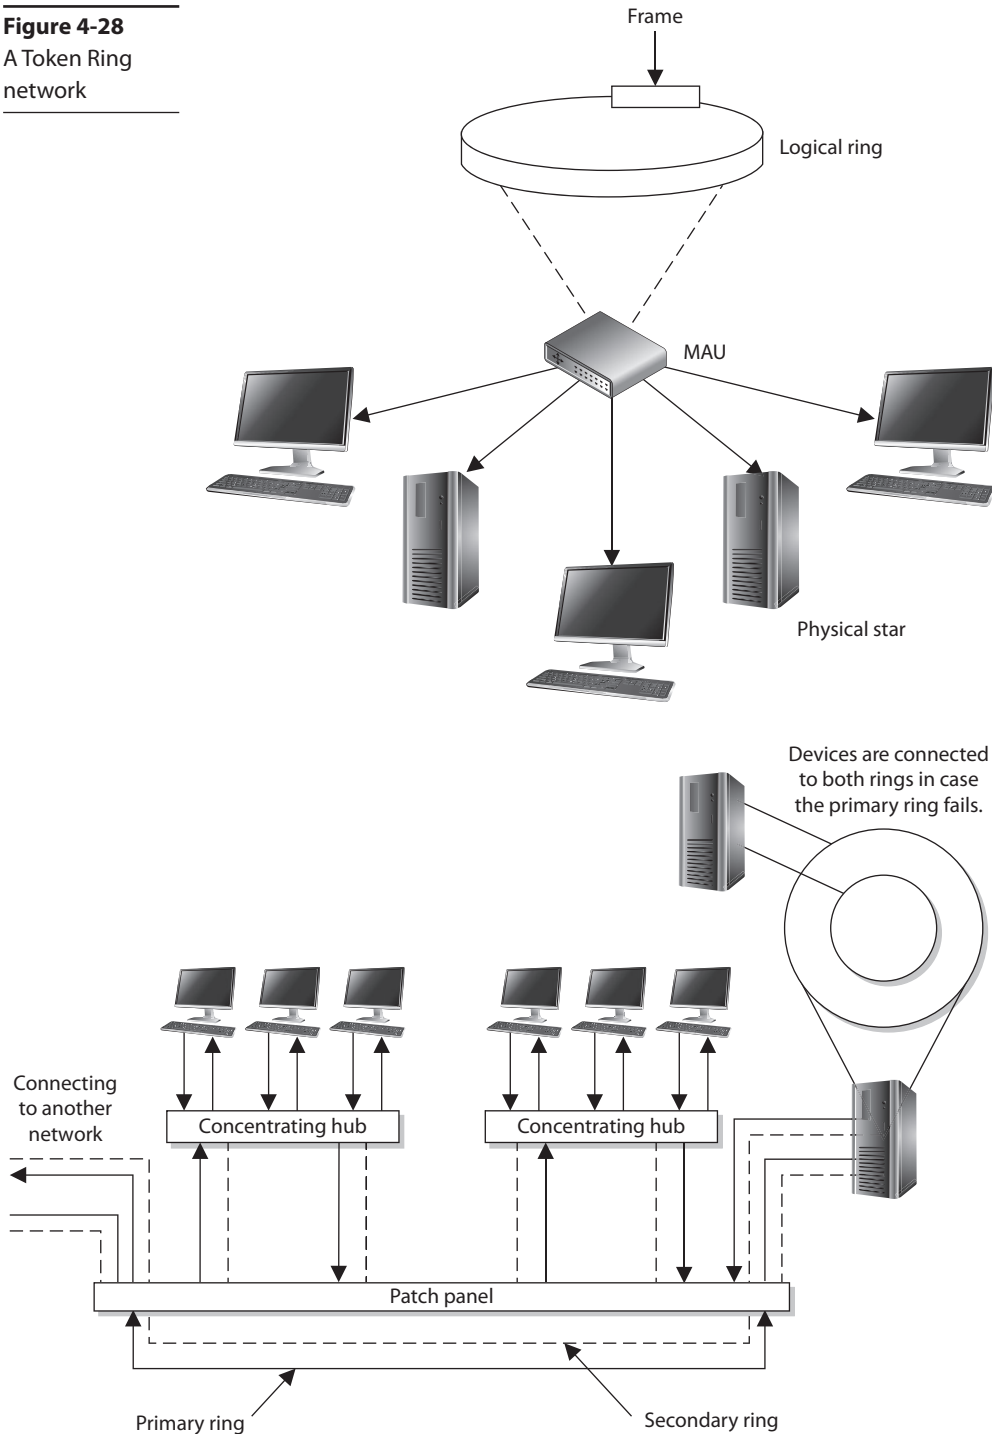 Figure 4-28
A Token Ring
network
Frame
Logical ring
MAU
Physical star
Devices are connected
to both rings in case
the primary ring fails.
Connecting
to another
network
Concentrating hub
Concentrating hub
Patch panel
Primary ring
Secondary ring